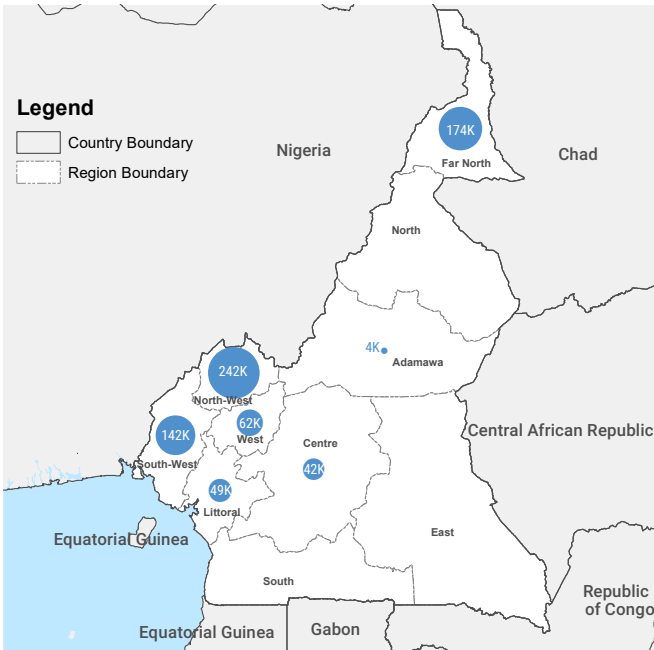 Legend
Country Boundary
Region Boundary
Nigeria
Chad
174K
Far North
North
4K
Adamawa
242K
North-West
62K
West
142K
South-West
Centre
42K
49K
Littoral
Central African Republic
East
Equatorial Guinea
South
Republic
of Congo
Equatorial Guinea
Gabon